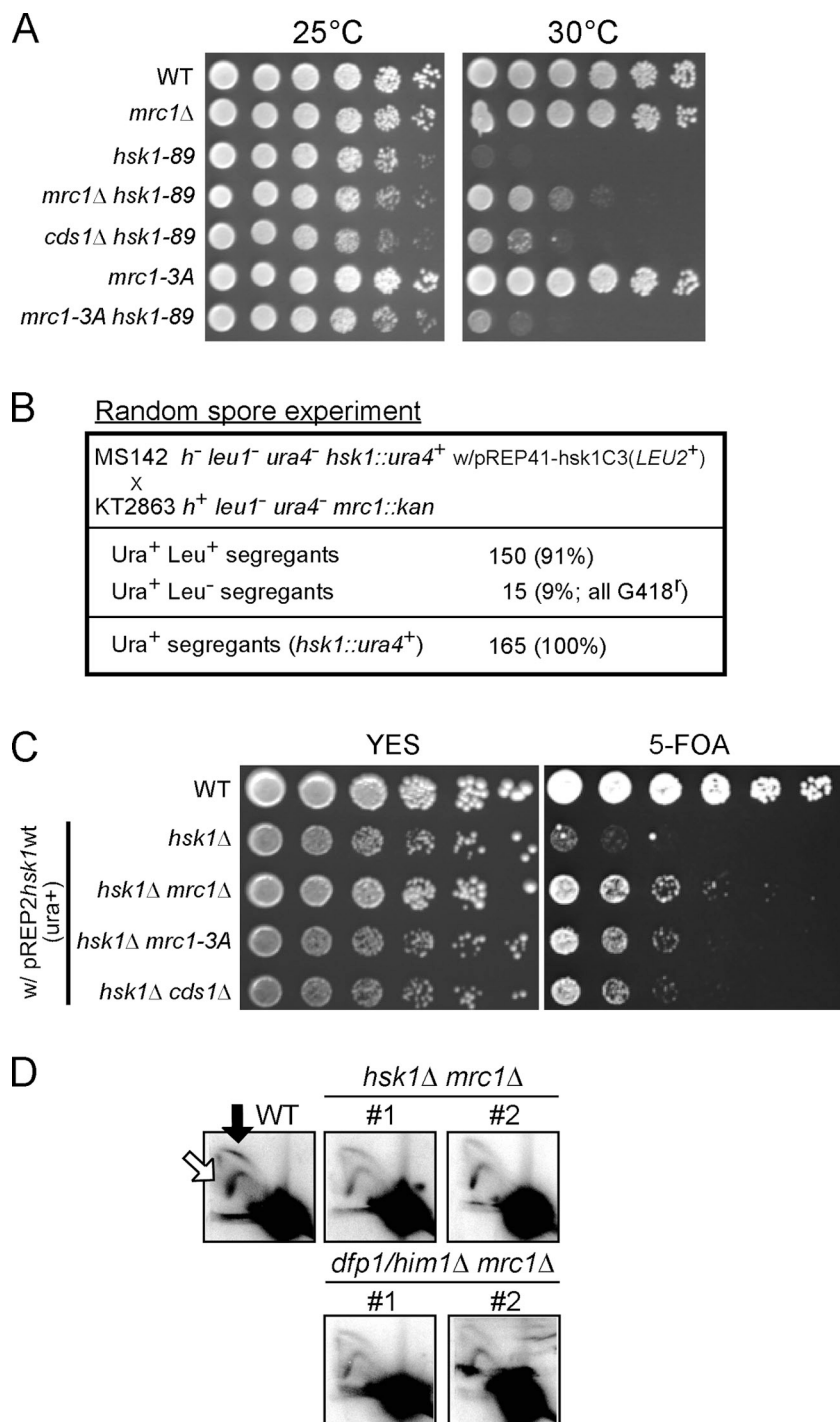 A
25°C 30°C
WT
mrc1Δ
hsk1-89
mrc1Δ hsk1-89
cds1Δ hsk1-89
mrc1-3A
mrc1-3A hsk1-89
B Random spore experiment
MS142 h⁻ leu1⁻ ura4⁻ hsk1::ura4⁺ w/pREP41-hsk1C3(LEU2⁺)
X
KT2863 h⁺ leu1⁻ ura4⁻ mrc1::kan
Ura⁺ Leu⁺ segregants 150 (91%)
Ura⁺ Leu⁻ segregants 15 (9%; all G418ʳ)
Ura⁺ segregants (hsk1::ura4⁺) 165 (100%)
C
YES 5-FOA
WT
w/ pREP2hsk1wt
(ura+)
hsk1Δ
hsk1Δ mrc1Δ
hsk1Δ mrc1-3A
hsk1Δ cds1Δ
D
hsk1Δ mrc1Δ
WT #1 #2
dfp1/him1Δ mrc1Δ
#1 #2